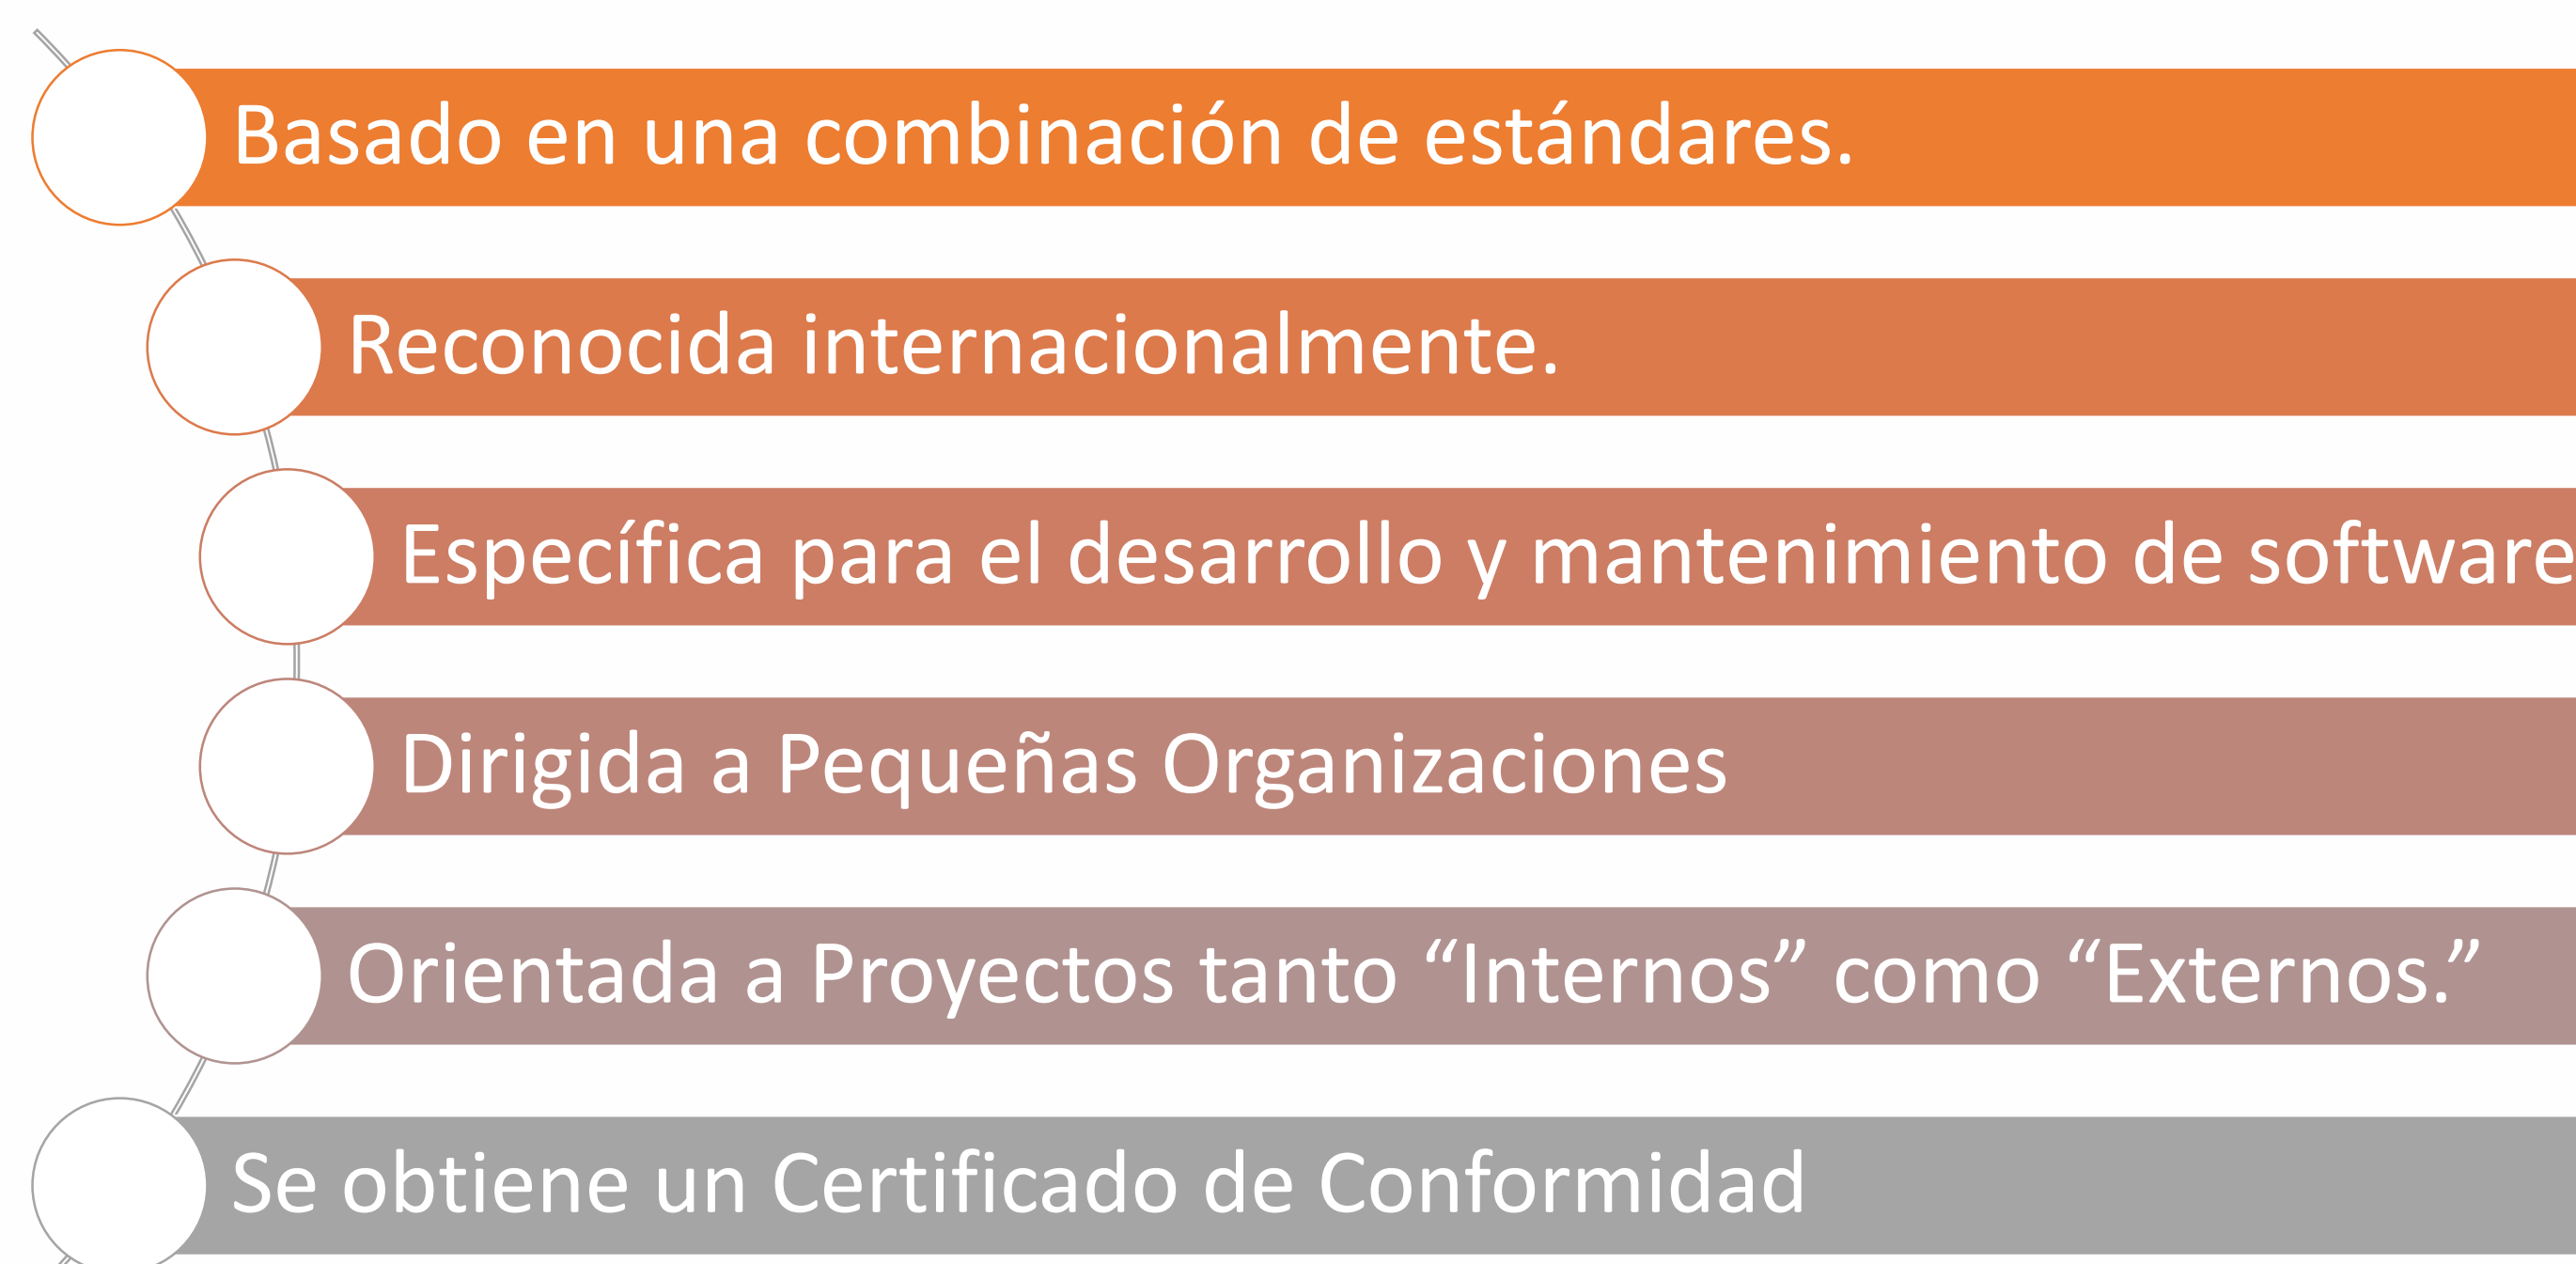 Basado en una combinación de estándares.
Reconocida internacionalmente.
Específica para el desarrollo y mantenimiento de software
Dirigida a Pequeñas Organizaciones
Orientada a Proyectos tanto “Internos” como “Externos.”
Se obtiene un Certificado de Conformidad